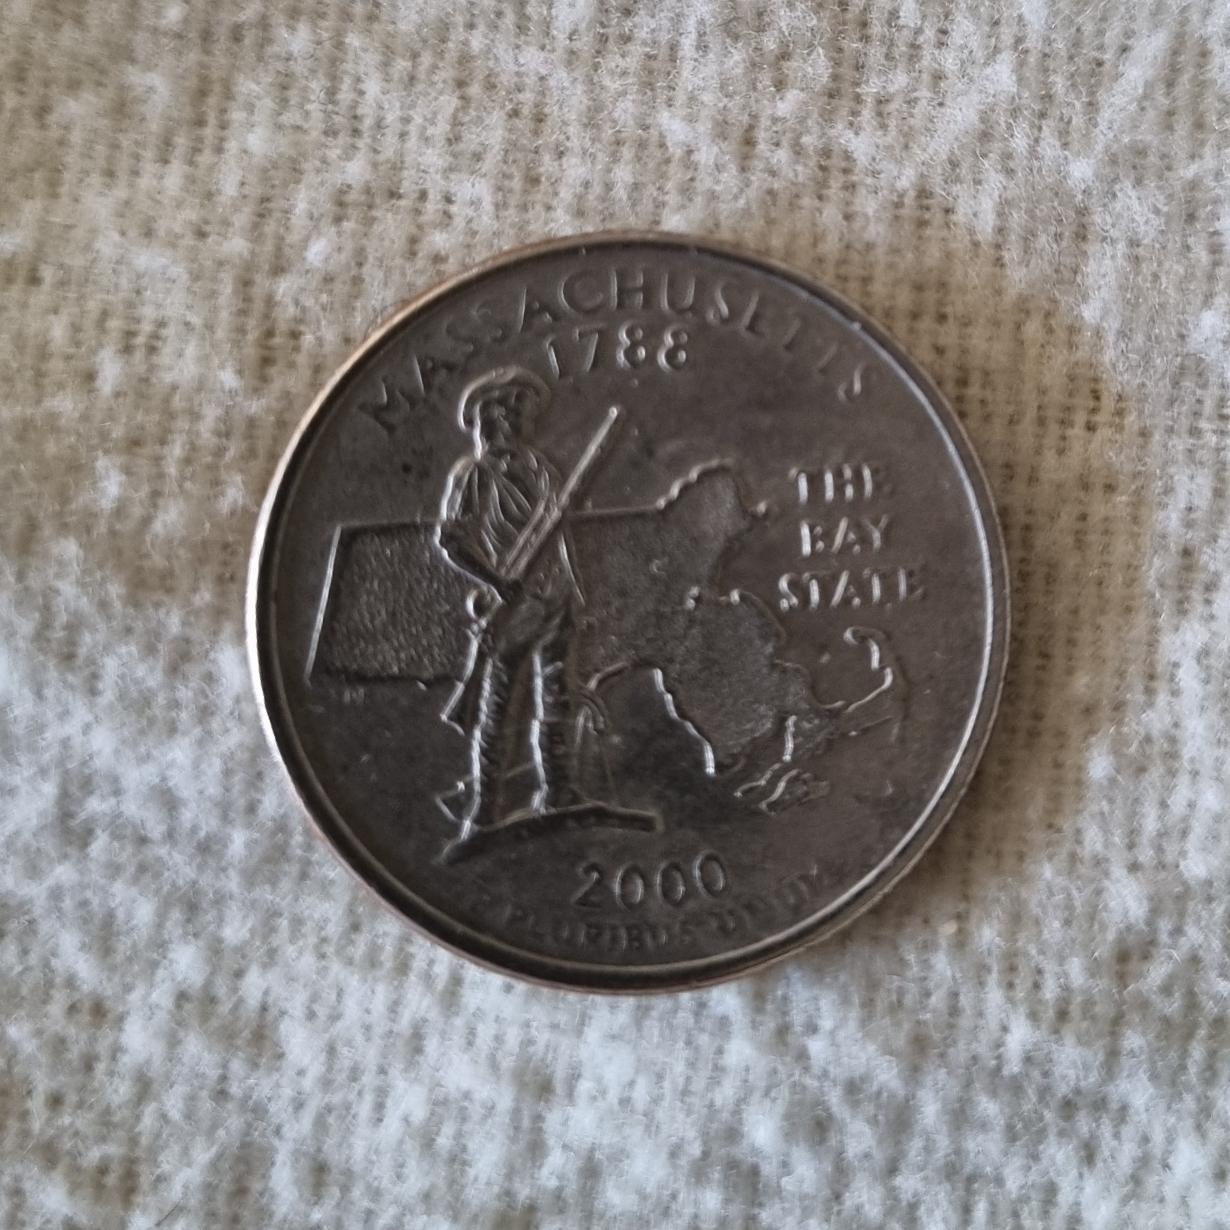 MASSACHUSETTS
1788
THE
BAY
STATE
2000
E PLURIBUS UNUM